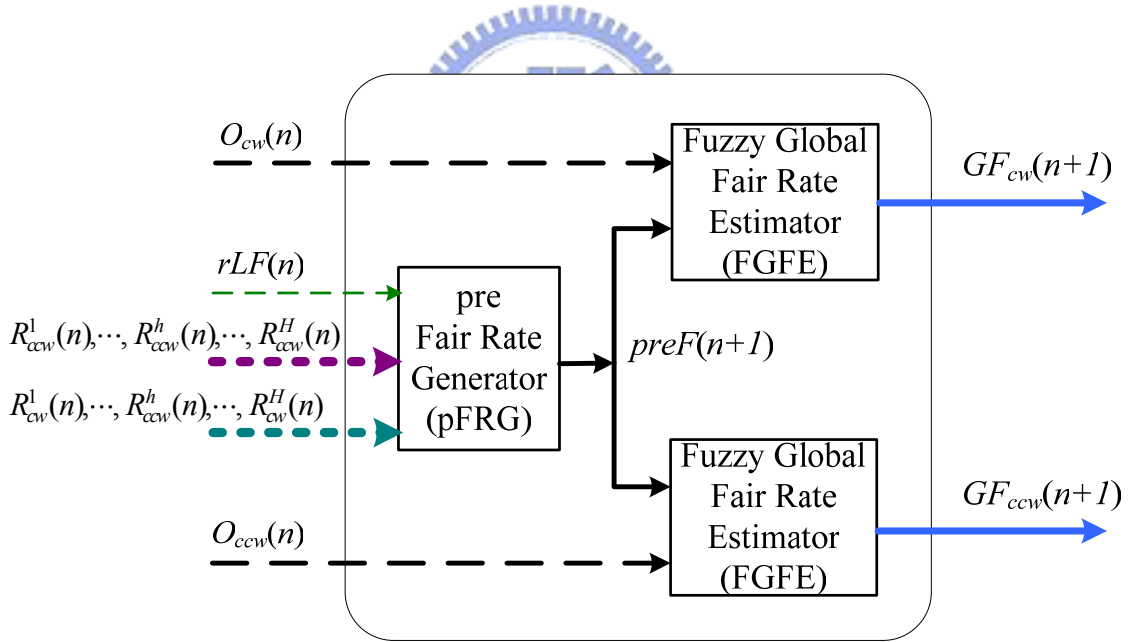 O_cw(n)
Fuzzy Global
Fair Rate
Estimator
(FGFE)
GF_cw(n+1)
rLF(n)
R^1_ccw(n),⋯, R^h_ccw(n),⋯, R^H_ccw(n)
R^1_cw(n),⋯, R^h_ccw(n),⋯, R^H_cw(n)
pre
Fair Rate
Generator
(pFRG)
preF(n+1)
O_ccw(n)
Fuzzy Global
Fair Rate
Estimator
(FGFE)
GF_ccw(n+1)